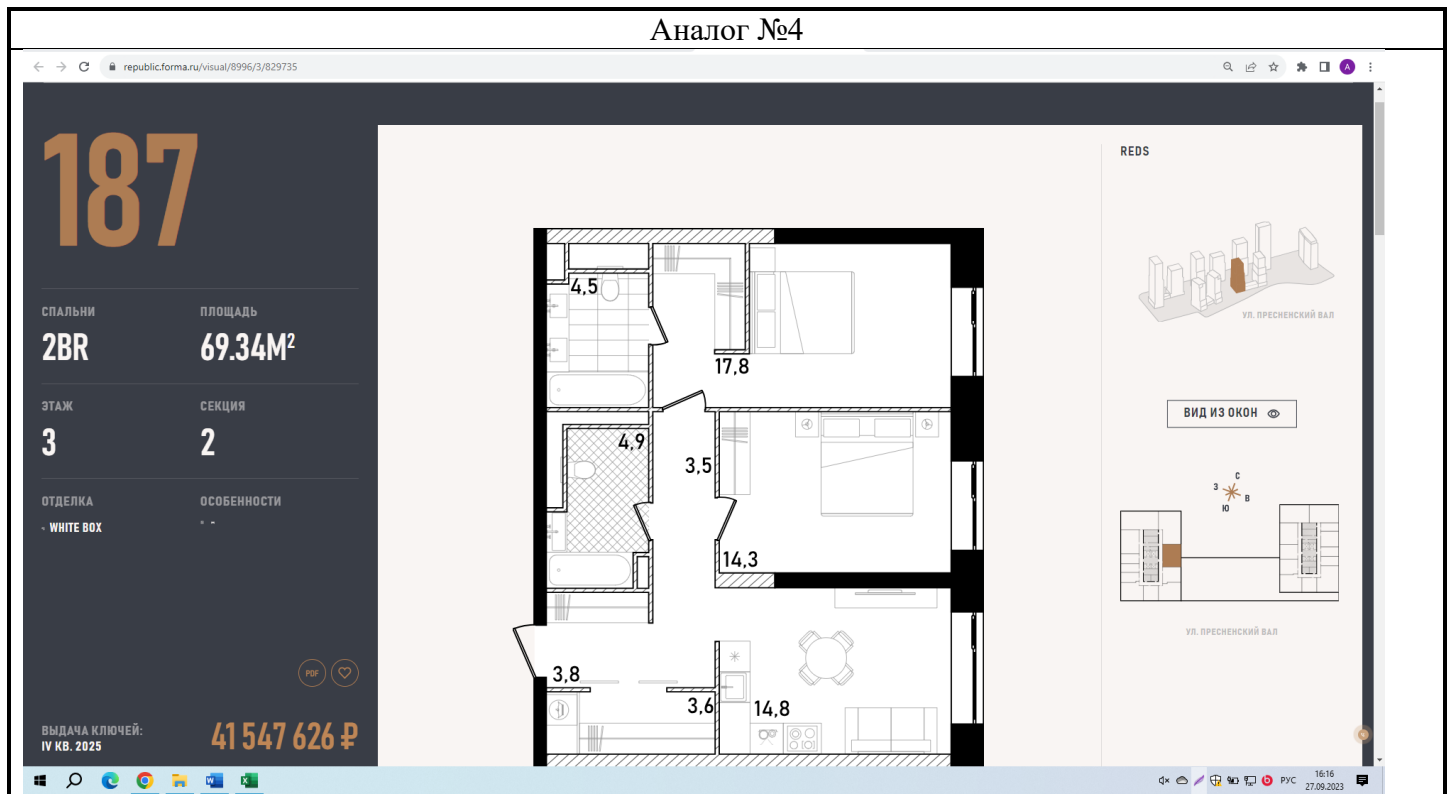 Аналог №4
republic.forma.ru/visual/8996/3/829735
A
187
СПАЛЬНИ ПЛОЩАДЬ
2BR 69.34М²
ЭТАЖ СЕКЦИЯ
3 2
ОТДЕЛКА ОСОБЕННОСТИ
• WHITE BOX • -
PDF
ВЫДАЧА КЛЮЧЕЙ:
IV КВ. 2025
41 547 626 ₽
4,5
17,8
4,9
3,5
14,3
3,8
3,6
14,8
REDS
УЛ. ПРЕСНЕНСКИЙ ВАЛ
ВИД ИЗ ОКОН
С
З
В
Ю
УЛ. ПРЕСНЕНСКИЙ ВАЛ
РУС
16:16
27.09.2023